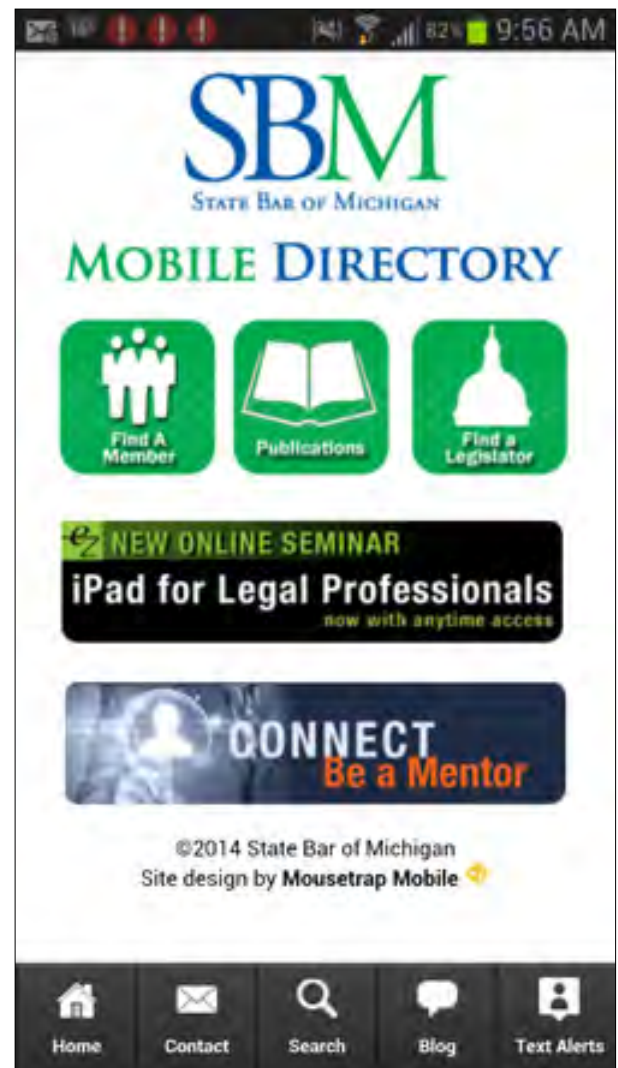 82% 9:56 AM
SBM
STATE BAR OF MICHIGAN
MOBILE DIRECTORY
Find A
Member
Publications
Find a
Legislator
ez NEW ONLINE SEMINAR
iPad for Legal Professionals
now with anytime access
CONNECT
Be a Mentor
©2014 State Bar of Michigan
Site design by Mousetrap Mobile
Home Contact Search Blog Text Alerts